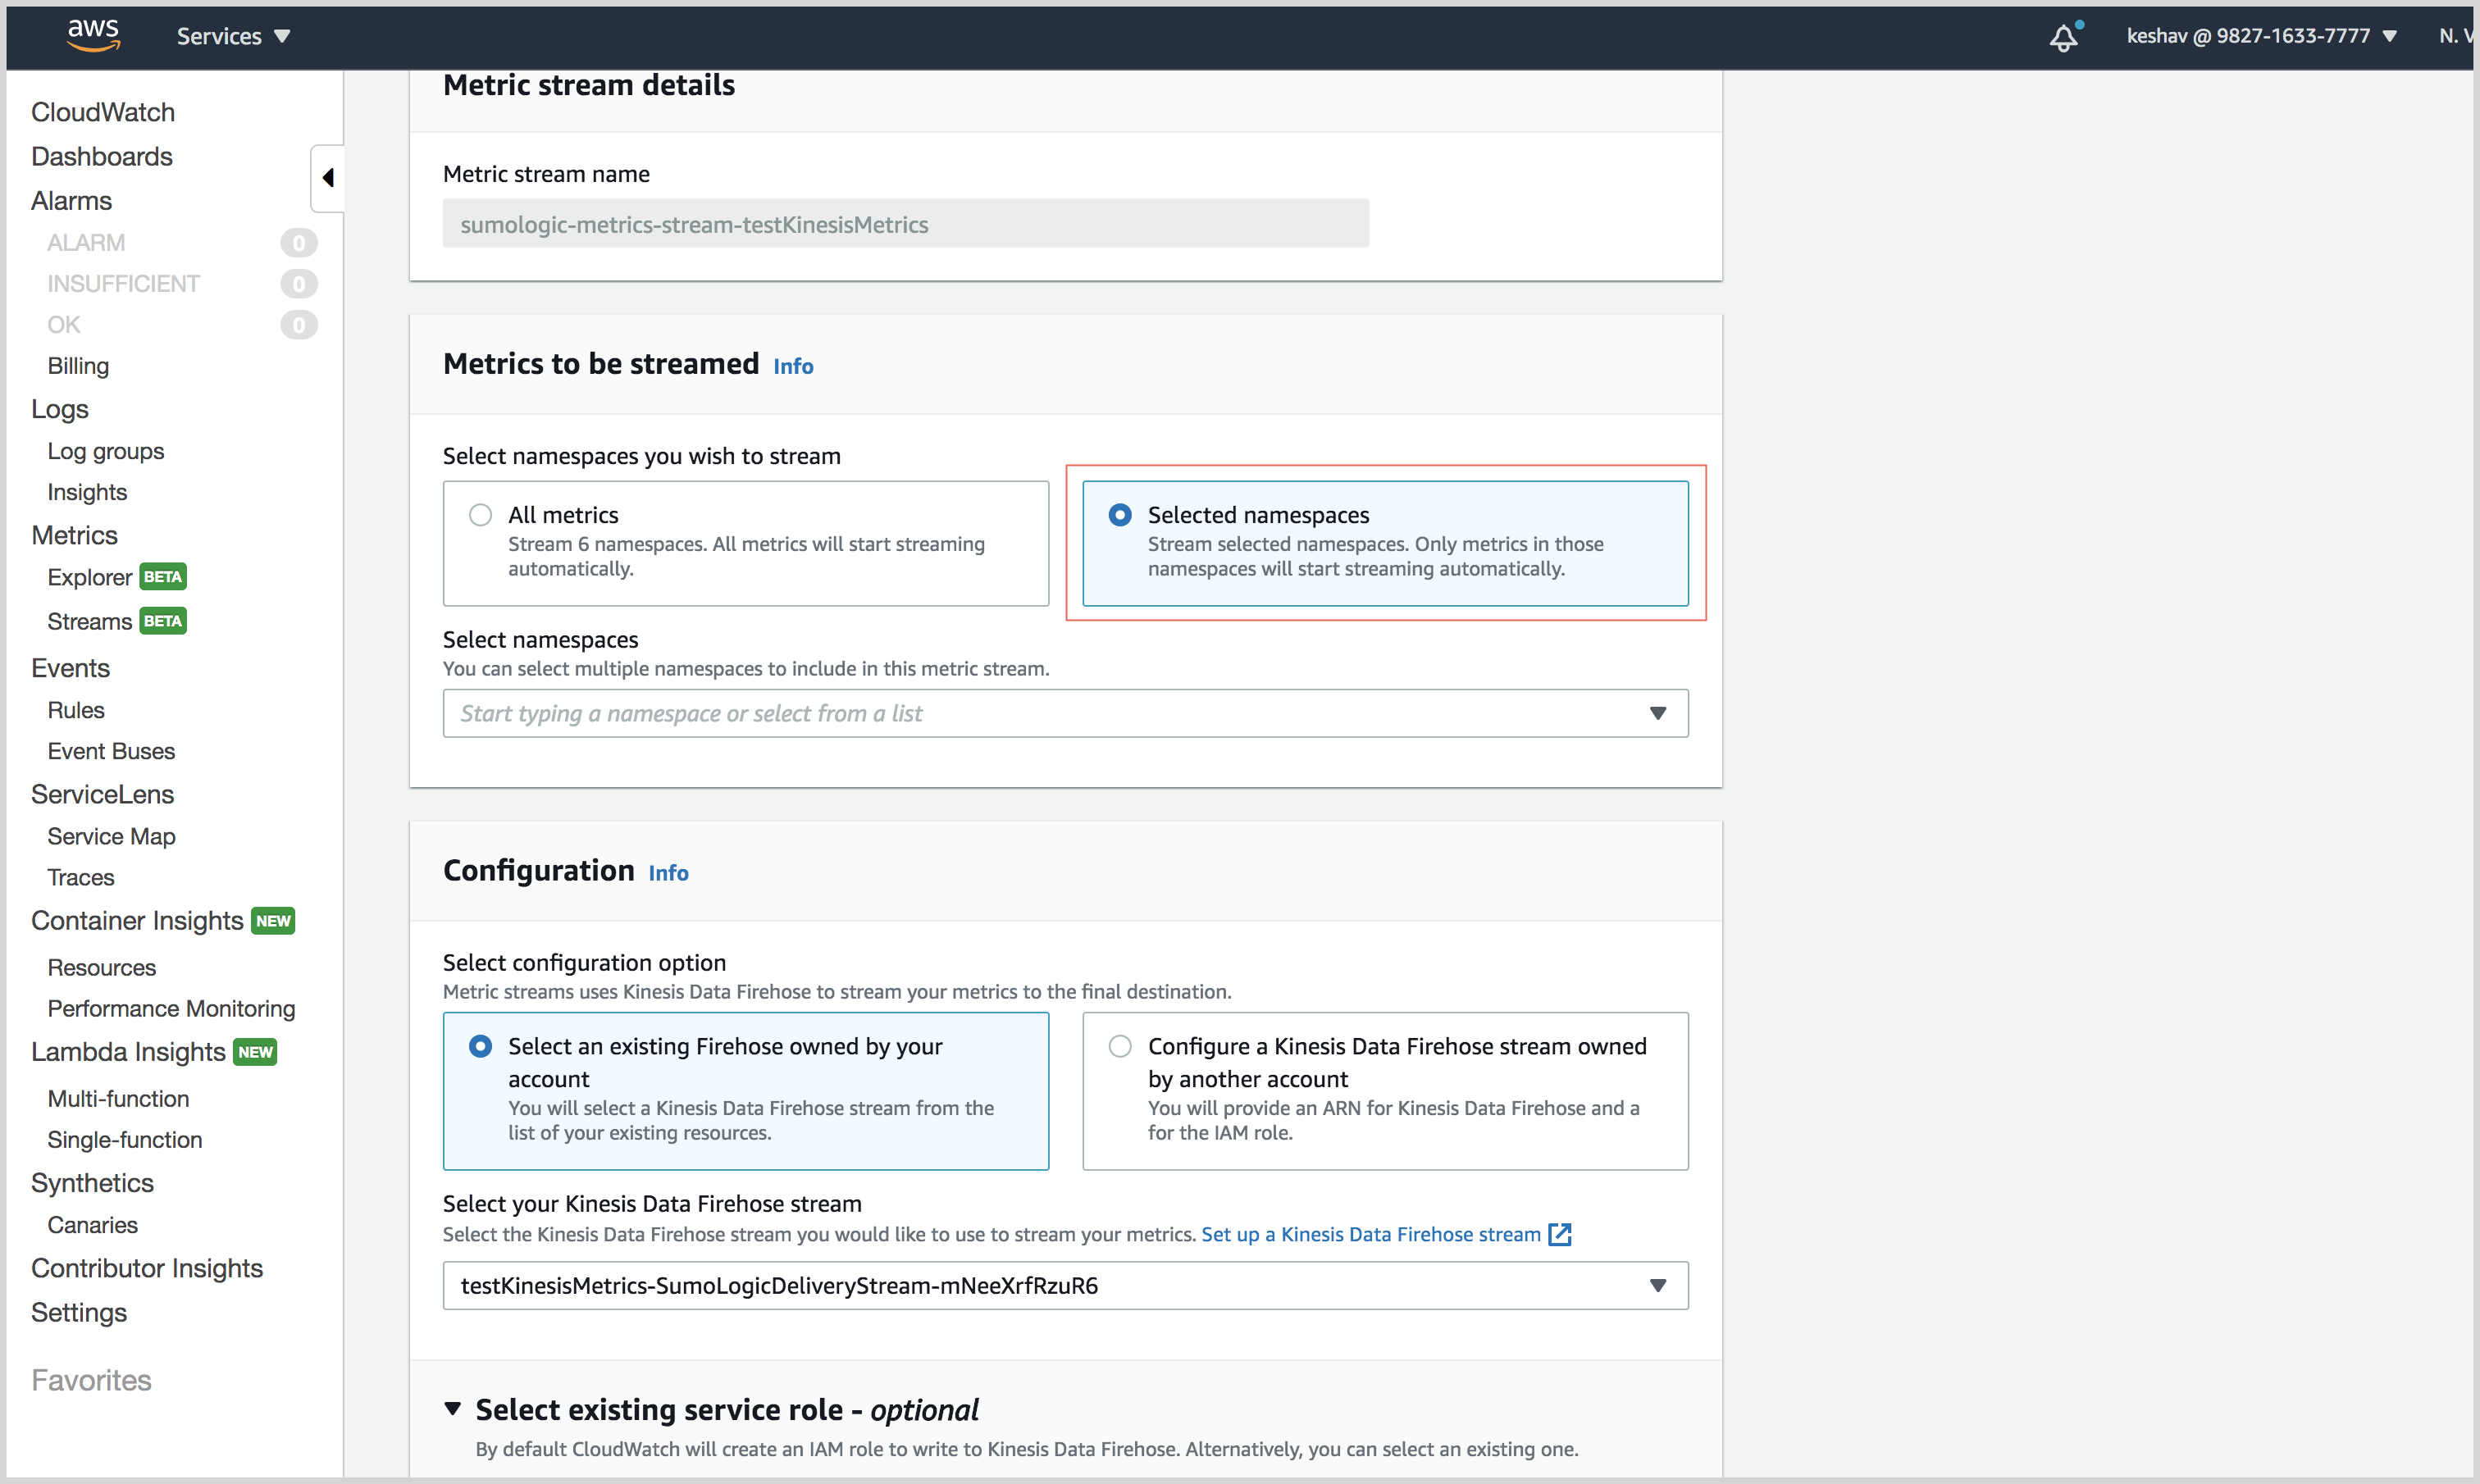 aws
Services
keshav @ 9827-1633-7777
N. V
CloudWatch
Dashboards
Alarms
ALARM 0
INSUFFICIENT 0
OK 0
Billing
Logs
Log groups
Insights
Metrics
Explorer BETA
Streams BETA
Events
Rules
Event Buses
ServiceLens
Service Map
Traces
Container Insights NEW
Resources
Performance Monitoring
Lambda Insights NEW
Multi-function
Single-function
Synthetics
Canaries
Contributor Insights
Settings
Favorites
Metric stream details
Metric stream name
sumologic-metrics-stream-testKinesisMetrics
Metrics to be streamed Info
Select namespaces you wish to stream
All metrics
Stream 6 namespaces. All metrics will start streaming
automatically.
Selected namespaces
Stream selected namespaces. Only metrics in those
namespaces will start streaming automatically.
Select namespaces
You can select multiple namespaces to include in this metric stream.
Start typing a namespace or select from a list
Configuration Info
Select configuration option
Metric streams uses Kinesis Data Firehose to stream your metrics to the final destination.
Select an existing Firehose owned by your
account
You will select a Kinesis Data Firehose stream from the
list of your existing resources.
Configure a Kinesis Data Firehose stream owned
by another account
You will provide an ARN for Kinesis Data Firehose and a
for the IAM role.
Select your Kinesis Data Firehose stream
Select the Kinesis Data Firehose stream you would like to use to stream your metrics. Set up a Kinesis Data Firehose stream
testKinesisMetrics-SumoLogicDeliveryStream-mNeeXrfRzuR6
Select existing service role - optional
By default CloudWatch will create an IAM role to write to Kinesis Data Firehose. Alternatively, you can select an existing one.